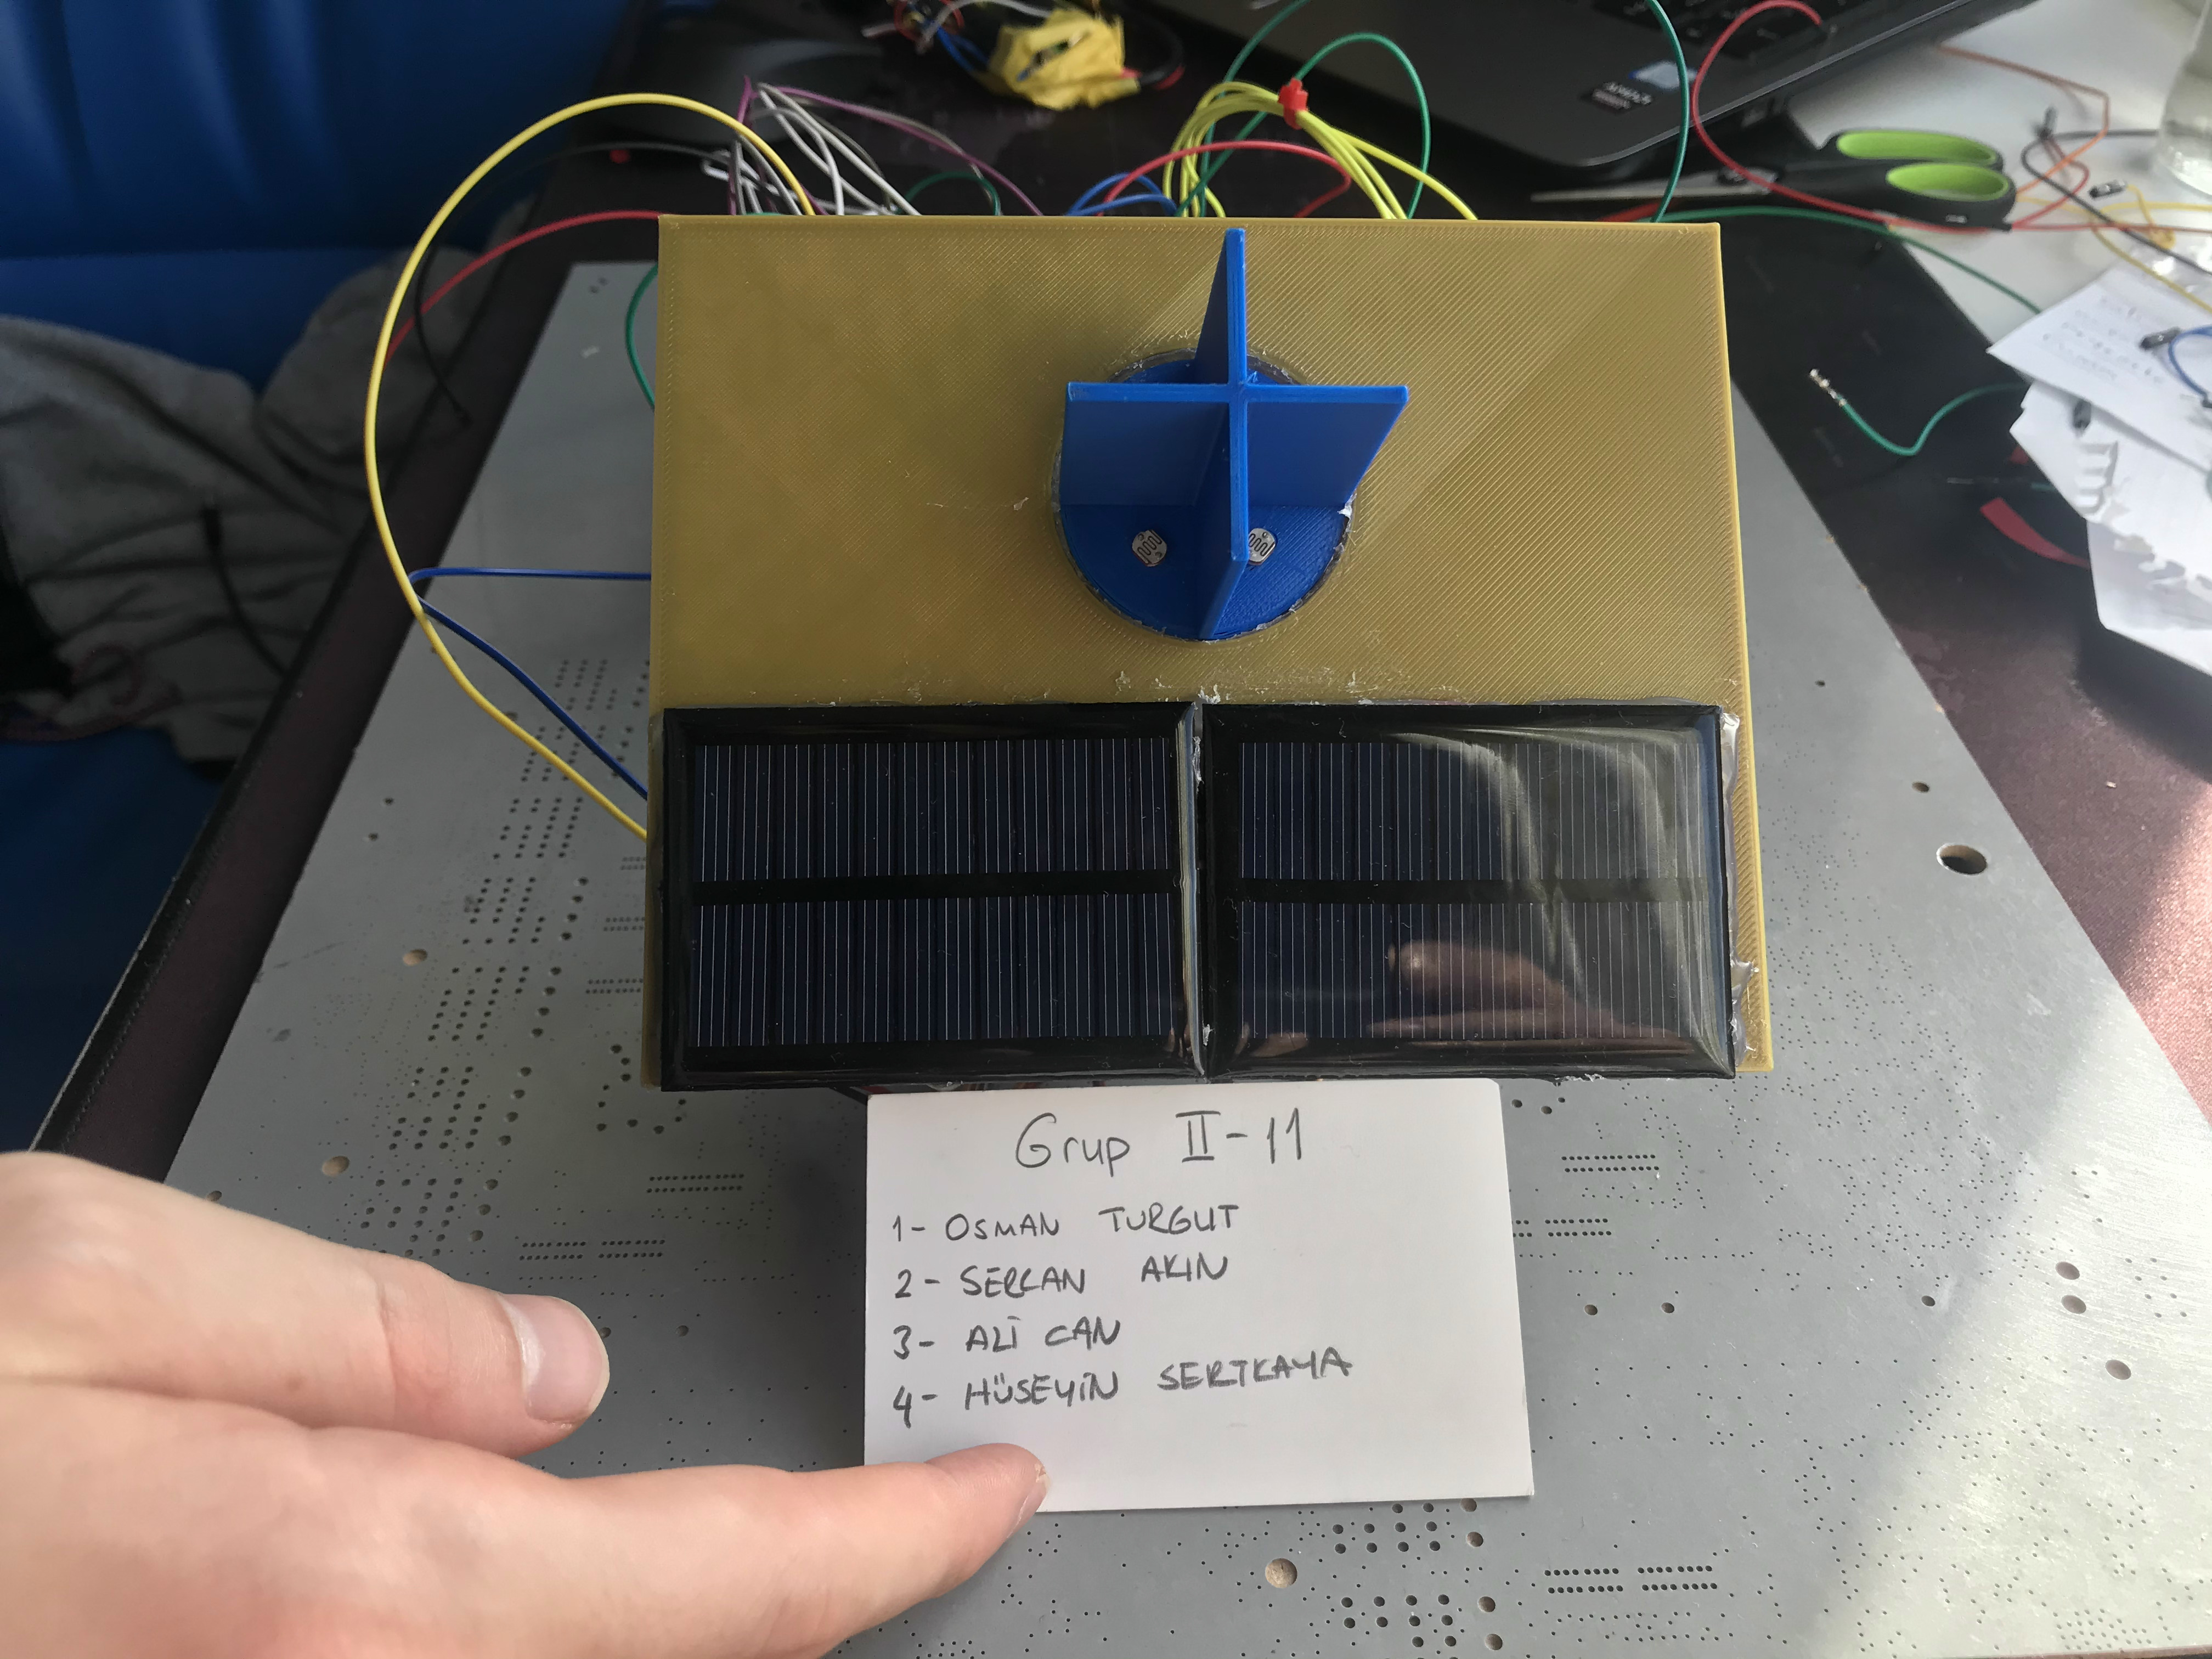 Grup II-11
1- OSMAN TURGUT
2- SERCAN AKIN
3- ALİ CAN
4- HÜSEYİN SERTKAYA